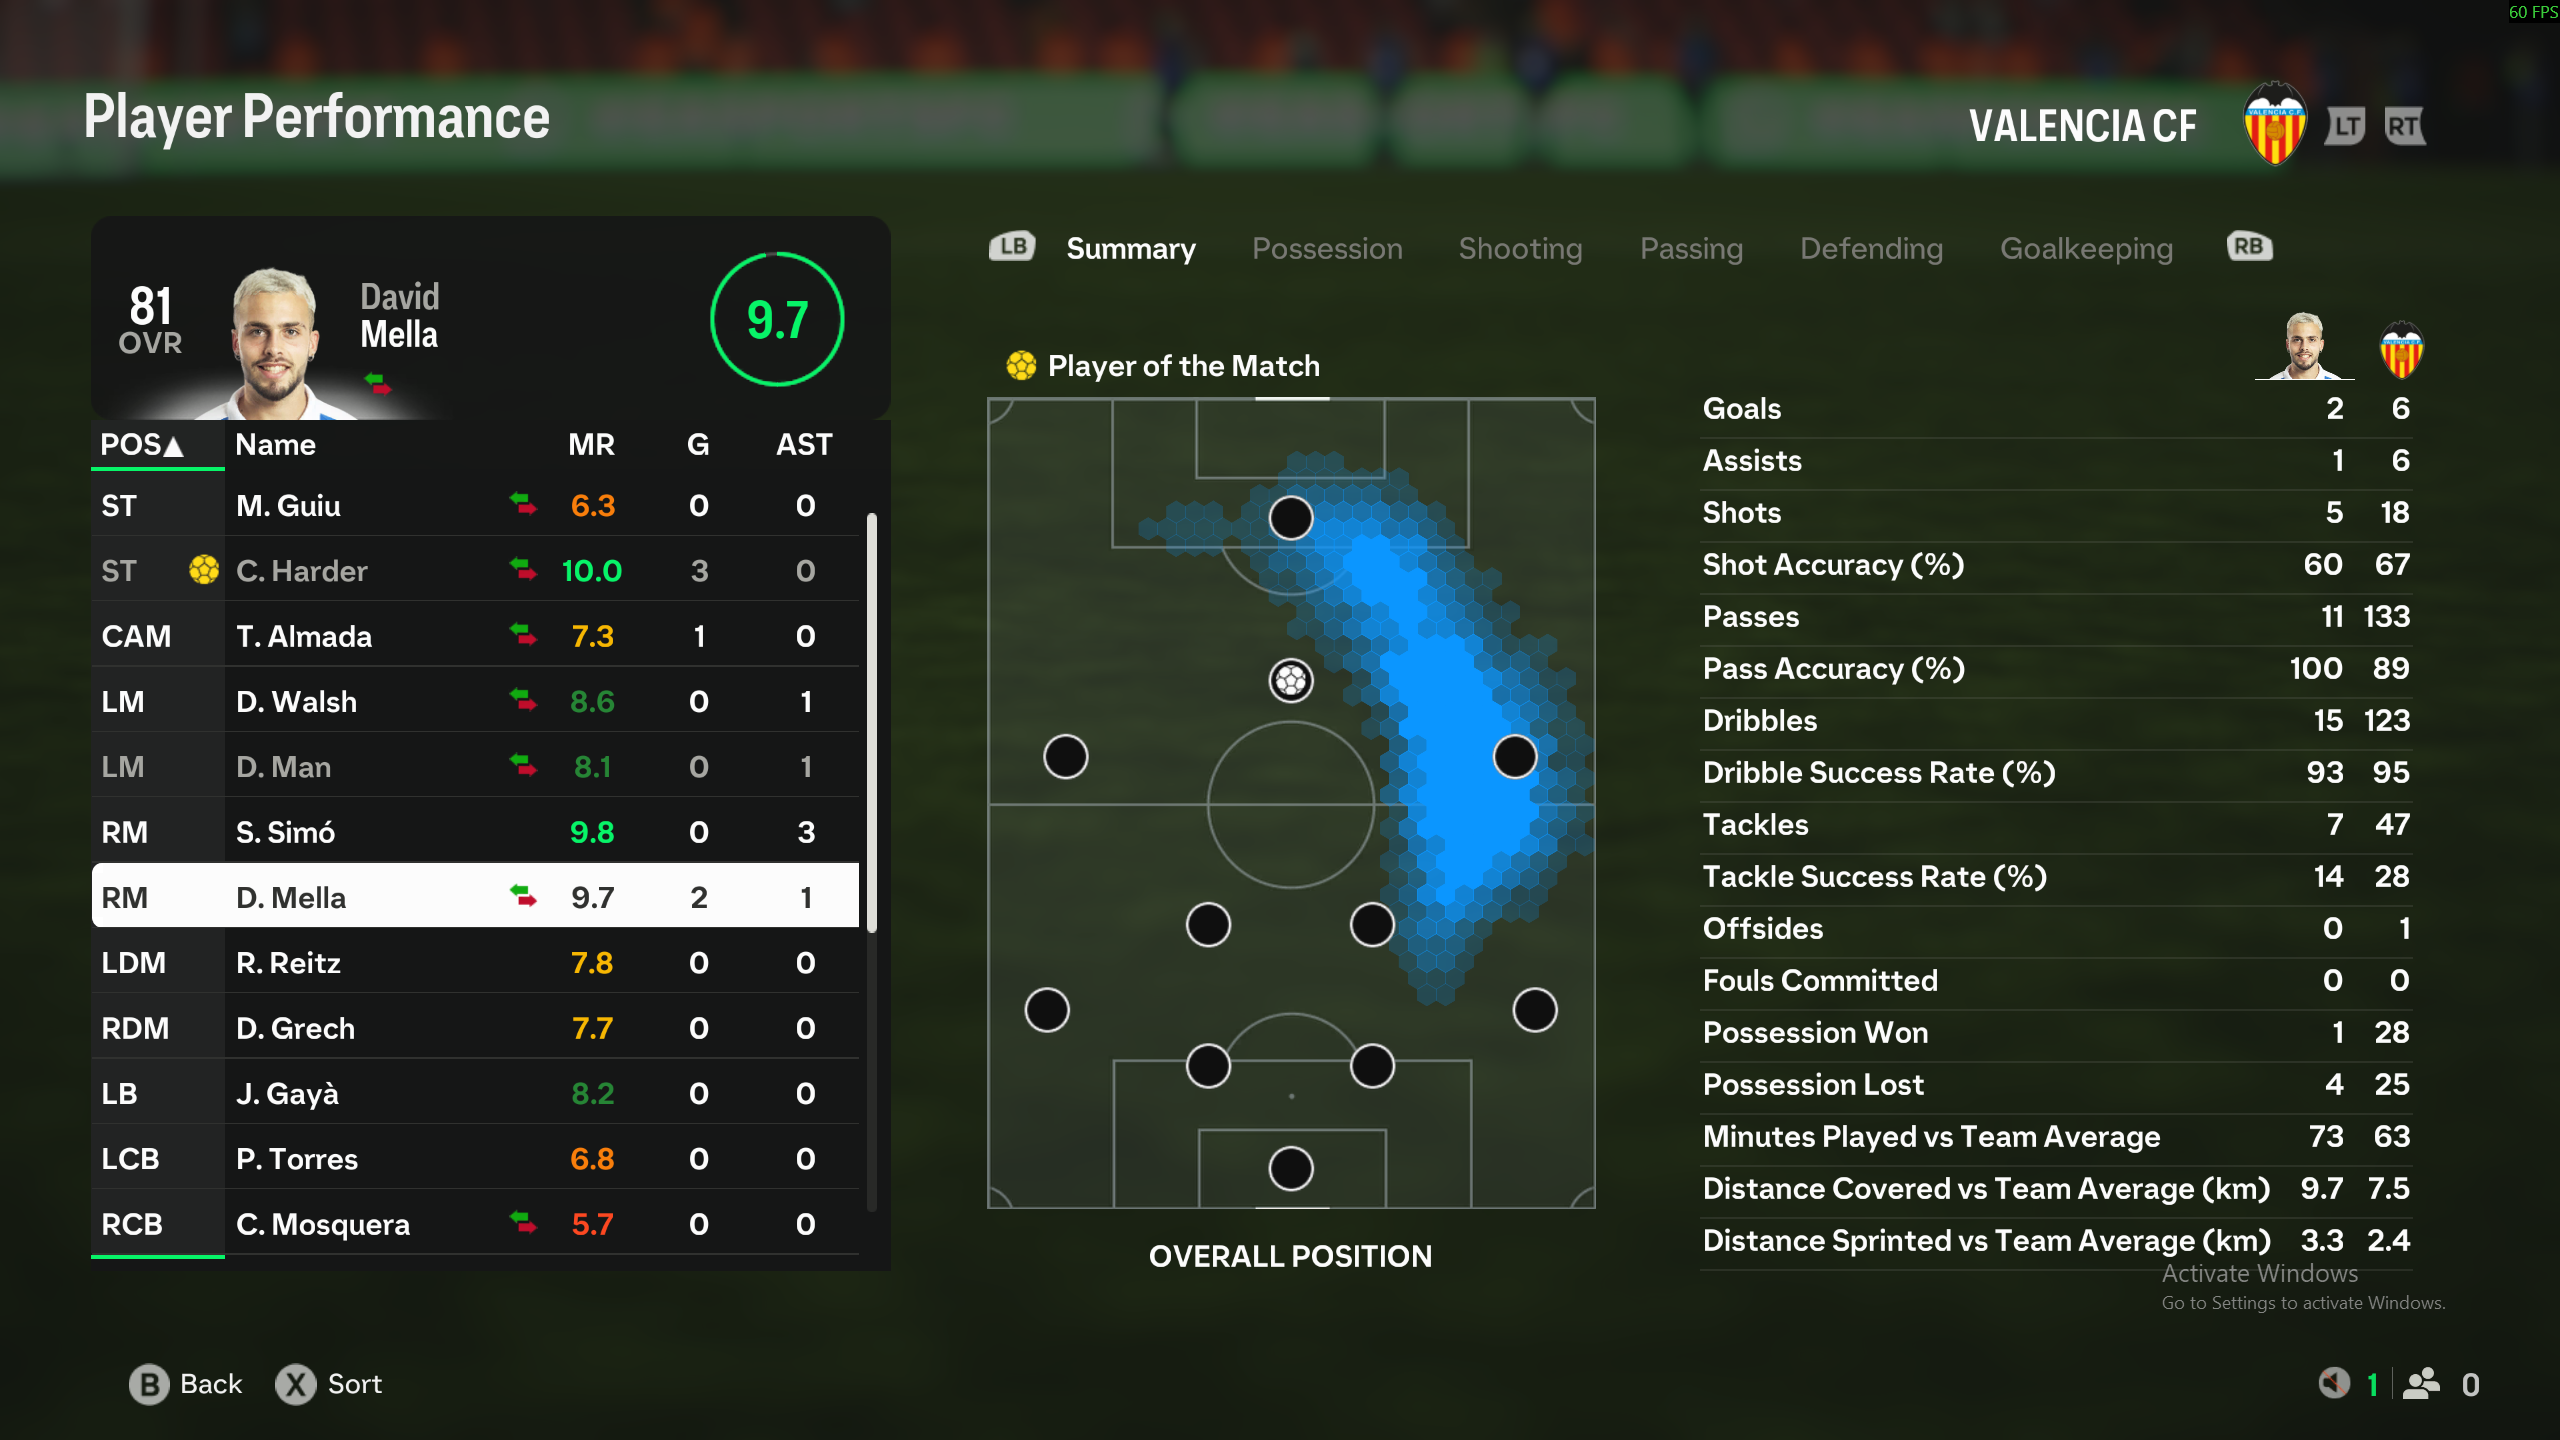 60 FPS
Player Performance
VALENCIA CF
LT RT
81
OVR
David
Mella
9.7
POS▲ Name MR G AST
ST M. Guiu 6.3 0 0
ST C. Harder 10.0 3 0
CAM T. Almada 7.3 1 0
LM D. Walsh 8.6 0 1
LM D. Man 8.1 0 1
RM S. Simó 9.8 0 3
RM D. Mella 9.7 2 1
LDM R. Reitz 7.8 0 0
RDM D. Grech 7.7 0 0
LB J. Gayà 8.2 0 0
LCB P. Torres 6.8 0 0
RCB C. Mosquera 5.7 0 0
LB Summary Possession Shooting Passing Defending Goalkeeping RB
Player of the Match
OVERALL POSITION
Goals 2 6
Assists 1 6
Shots 5 18
Shot Accuracy (%) 60 67
Passes 11 133
Pass Accuracy (%) 100 89
Dribbles 15 123
Dribble Success Rate (%) 93 95
Tackles 7 47
Tackle Success Rate (%) 14 28
Offsides 0 1
Fouls Committed 0 0
Possession Won 1 28
Possession Lost 4 25
Minutes Played vs Team Average 73 63
Distance Covered vs Team Average (km) 9.7 7.5
Distance Sprinted vs Team Average (km) 3.3 2.4
Activate Windows
Go to Settings to activate Windows.
B Back X Sort
1 0